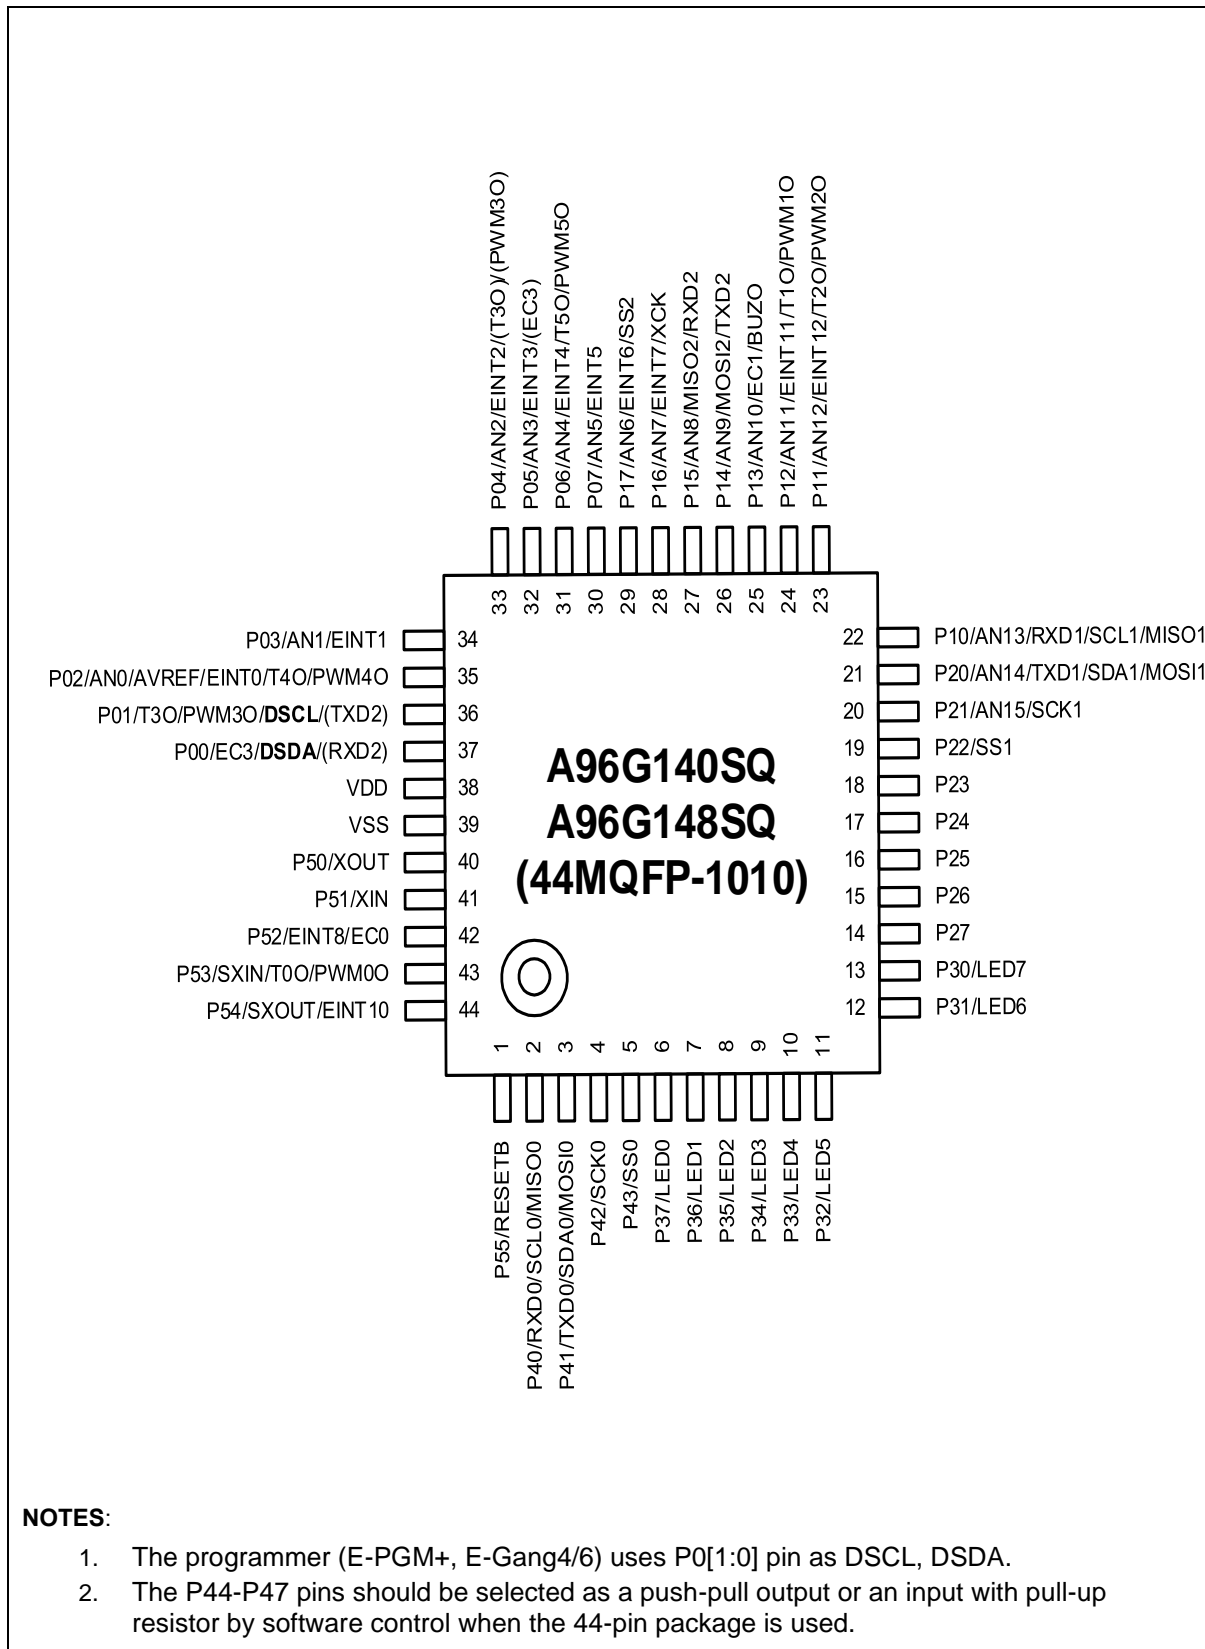 P04/AN2/EINT2/(T3O)/(PWM3O)
P05/AN3/EINT3/(EC3)
P06/AN4/EINT4/T5O/PWM5O
P07/AN5/EINT5
P17/AN6/EINT6/SS2
P16/AN7/EINT7/XCK
P15/AN8/MISO2/RXD2
P14/AN9/MOSI2/TXD2
P13/AN10/EC1/BUZO
P12/AN11/EINT11/T1O/PWM1O
P11/AN12/EINT12/T2O/PWM2O
33 32 31 30 29 28 27 26 25 24 23
P03/AN1/EINT1 34
P02/AN0/AVREF/EINT0/T4O/PWM4O 35
P01/T3O/PWM3O/DSCL/(TXD2) 36
P00/EC3/DSDA/(RXD2) 37
VDD 38
VSS 39
P50/XOUT 40
P51/XIN 41
P52/EINT8/EC0 42
P53/SXIN/T0O/PWM0O 43
P54/SXOUT/EINT10 44
A96G140SQ
A96G148SQ
(44MQFP-1010)
22 P10/AN13/RXD1/SCL1/MISO1
21 P20/AN14/TXD1/SDA1/MOSI1
20 P21/AN15/SCK1
19 P22/SS1
18 P23
17 P24
16 P25
15 P26
14 P27
13 P30/LED7
12 P31/LED6
1 2 3 4 5 6 7 8 9 10 11
P55/RESETB
P40/RXD0/SCL0/MISO0
P41/TXD0/SDA0/MOSI0
P42/SCK0
P43/SS0
P37/LED0
P36/LED1
P35/LED2
P34/LED3
P33/LED4
P32/LED5
NOTES:
1. The programmer (E-PGM+, E-Gang4/6) uses P0[1:0] pin as DSCL, DSDA.
2. The P44-P47 pins should be selected as a push-pull output or an input with pull-up
resistor by software control when the 44-pin package is used.